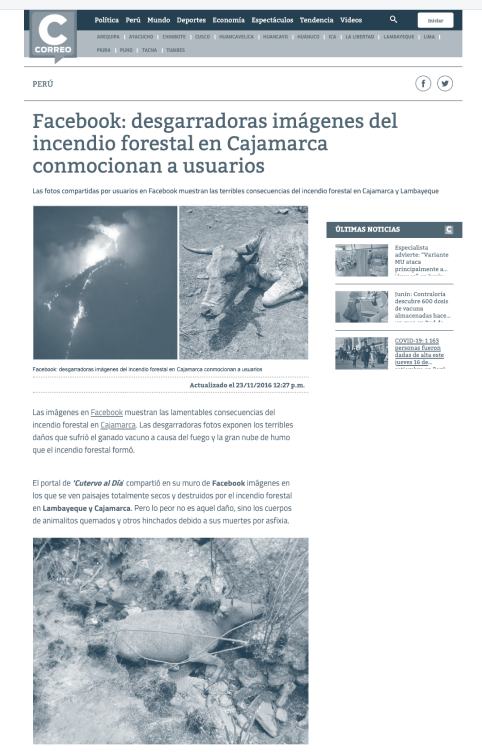 C
CORREO
Política Perú Mundo Deportes Economía Espectáculos Tendencia Videos
Iniciar
AREQUIPA | AYACUCHO | CHIMBOTE | CUSCO | HUANCAVELICA | HUANCAYO | HUÁNUCO | ICA | LA LIBERTAD | LAMBAYEQUE | LIMA |
PIURA | PUNO | TACNA | TUMBES
PERÚ
Facebook: desgarradoras imágenes del
incendio forestal en Cajamarca
conmocionan a usuarios
Las fotos compartidas por usuarios en Facebook muestran las terribles consecuencias del incendio forestal en Cajamarca y Lambayeque
Facebook: desgarradoras imágenes del incendio forestal en Cajamarca conmocionan a usuarios
Actualizado el 23/11/2016 12:27 p.m.
Las imágenes en Facebook muestran las lamentables consecuencias del
incendio forestal en Cajamarca. Las desgarradoras fotos exponen los terribles
daños que sufrió el ganado vacuno a causa del fuego y la gran nube de humo
que el incendio forestal formó.
El portal de 'Cutervo al Día' compartió en su muro de Facebook imágenes en
los que se ven paisajes totalmente secos y destruidos por el incendio forestal
en Lambayeque y Cajamarca. Pero lo peor no es aquel daño, sino los cuerpos
de animalitos quemados y otros hinchados debido a sus muertes por asfixia.
ÚLTIMAS NOTICIAS
C
Especialista
advierte: "Variante
MU ataca
principalmente a...
Junín: Contraloría
descubre 600 dosis
de vacuna
almacenadas hace...
COVID-19: 1 163
personas fueron
dadas de alta este
jueves 16 de...